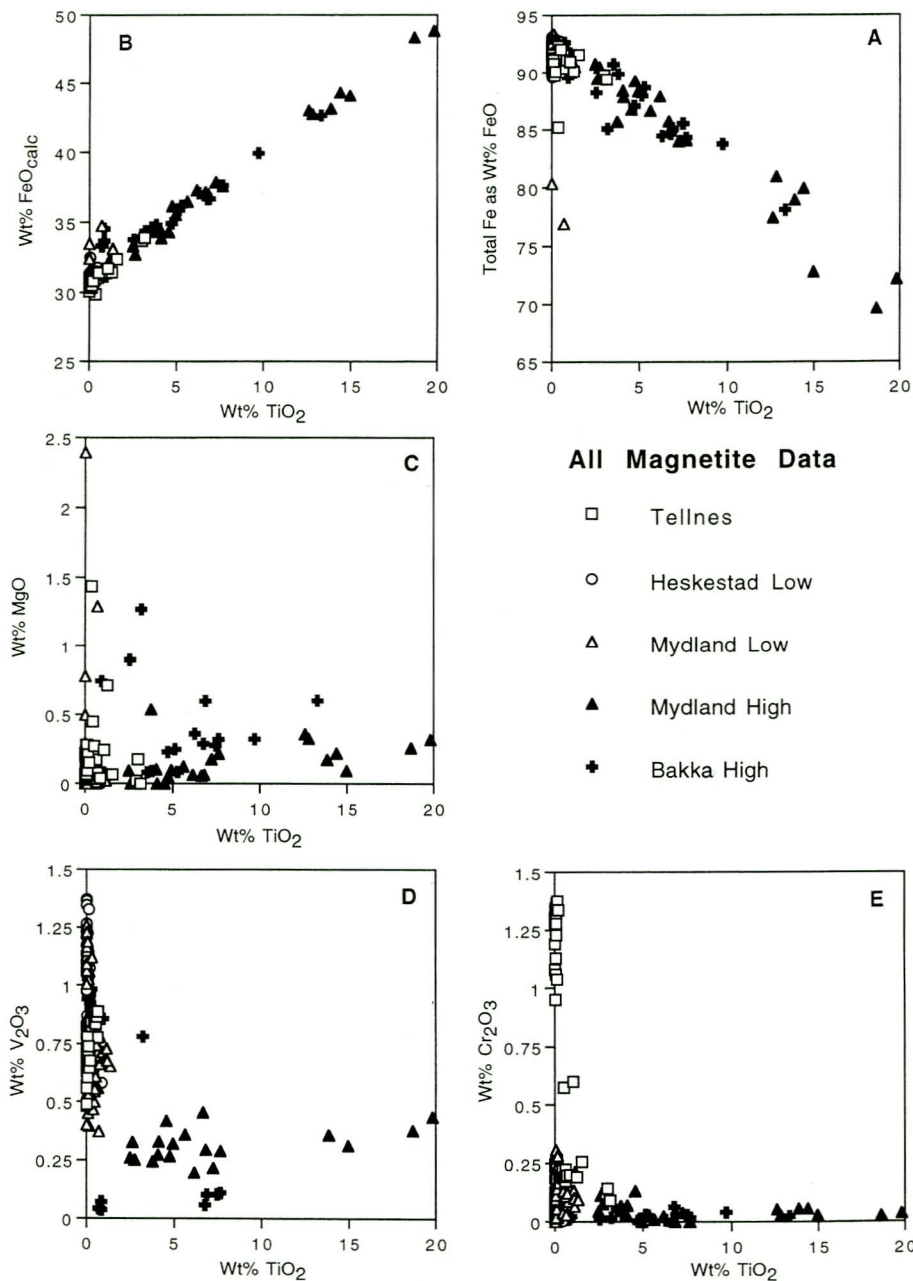 B
Wt% FeOcalc
50
45
40
35
30
25
0 5 10 15 20
Wt% TiO2
A
Total Fe as Wt% FeO
100
95
90
85
80
75
70
65
0 5 10 15 20
Wt% TiO2
C
Wt% MgO
2.5
2
1.5
1
0.5
0
0 5 10 15 20
Wt% TiO2
All Magnetite Data
Tellnes
Heskestad Low
Mydland Low
Mydland High
Bakka High
D
Wt% V2O3
1.5
1.25
1
0.75
0.5
0.25
0
0 5 10 15 20
Wt% TiO2
E
Wt% Cr2O3
1.5
1.25
1
0.75
0.5
0.25
0
0 5 10 15 20
Wt% TiO2